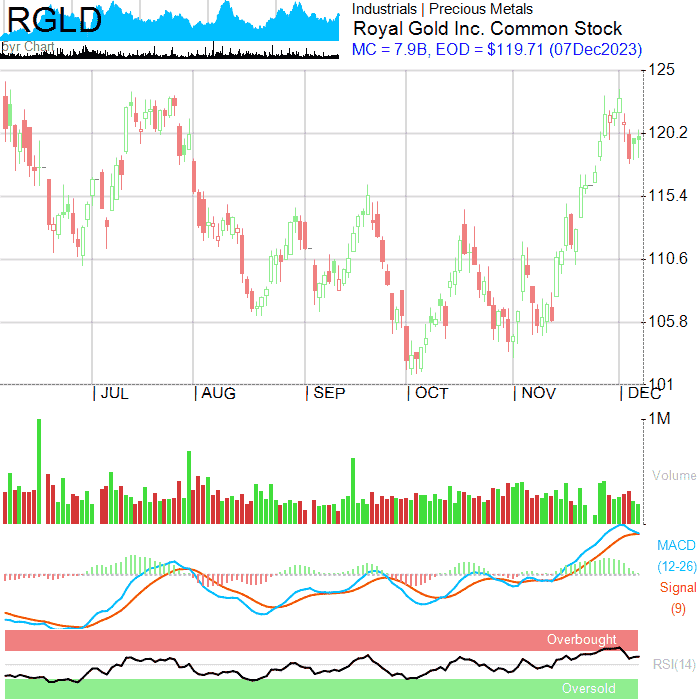 RGLD
Industrials | Precious Metals
Royal Gold Inc. Common Stock
MC = 7.9B, EOD = $119.71 (07Dec2023)
5yr Chart
125
120.2
115.4
110.6
105.8
101
JUL
AUG
SEP
OCT
NOV
DEC
1M
Volume
MACD
(12-26)
Signal
(9)
Overbought
RSI(14)
Oversold